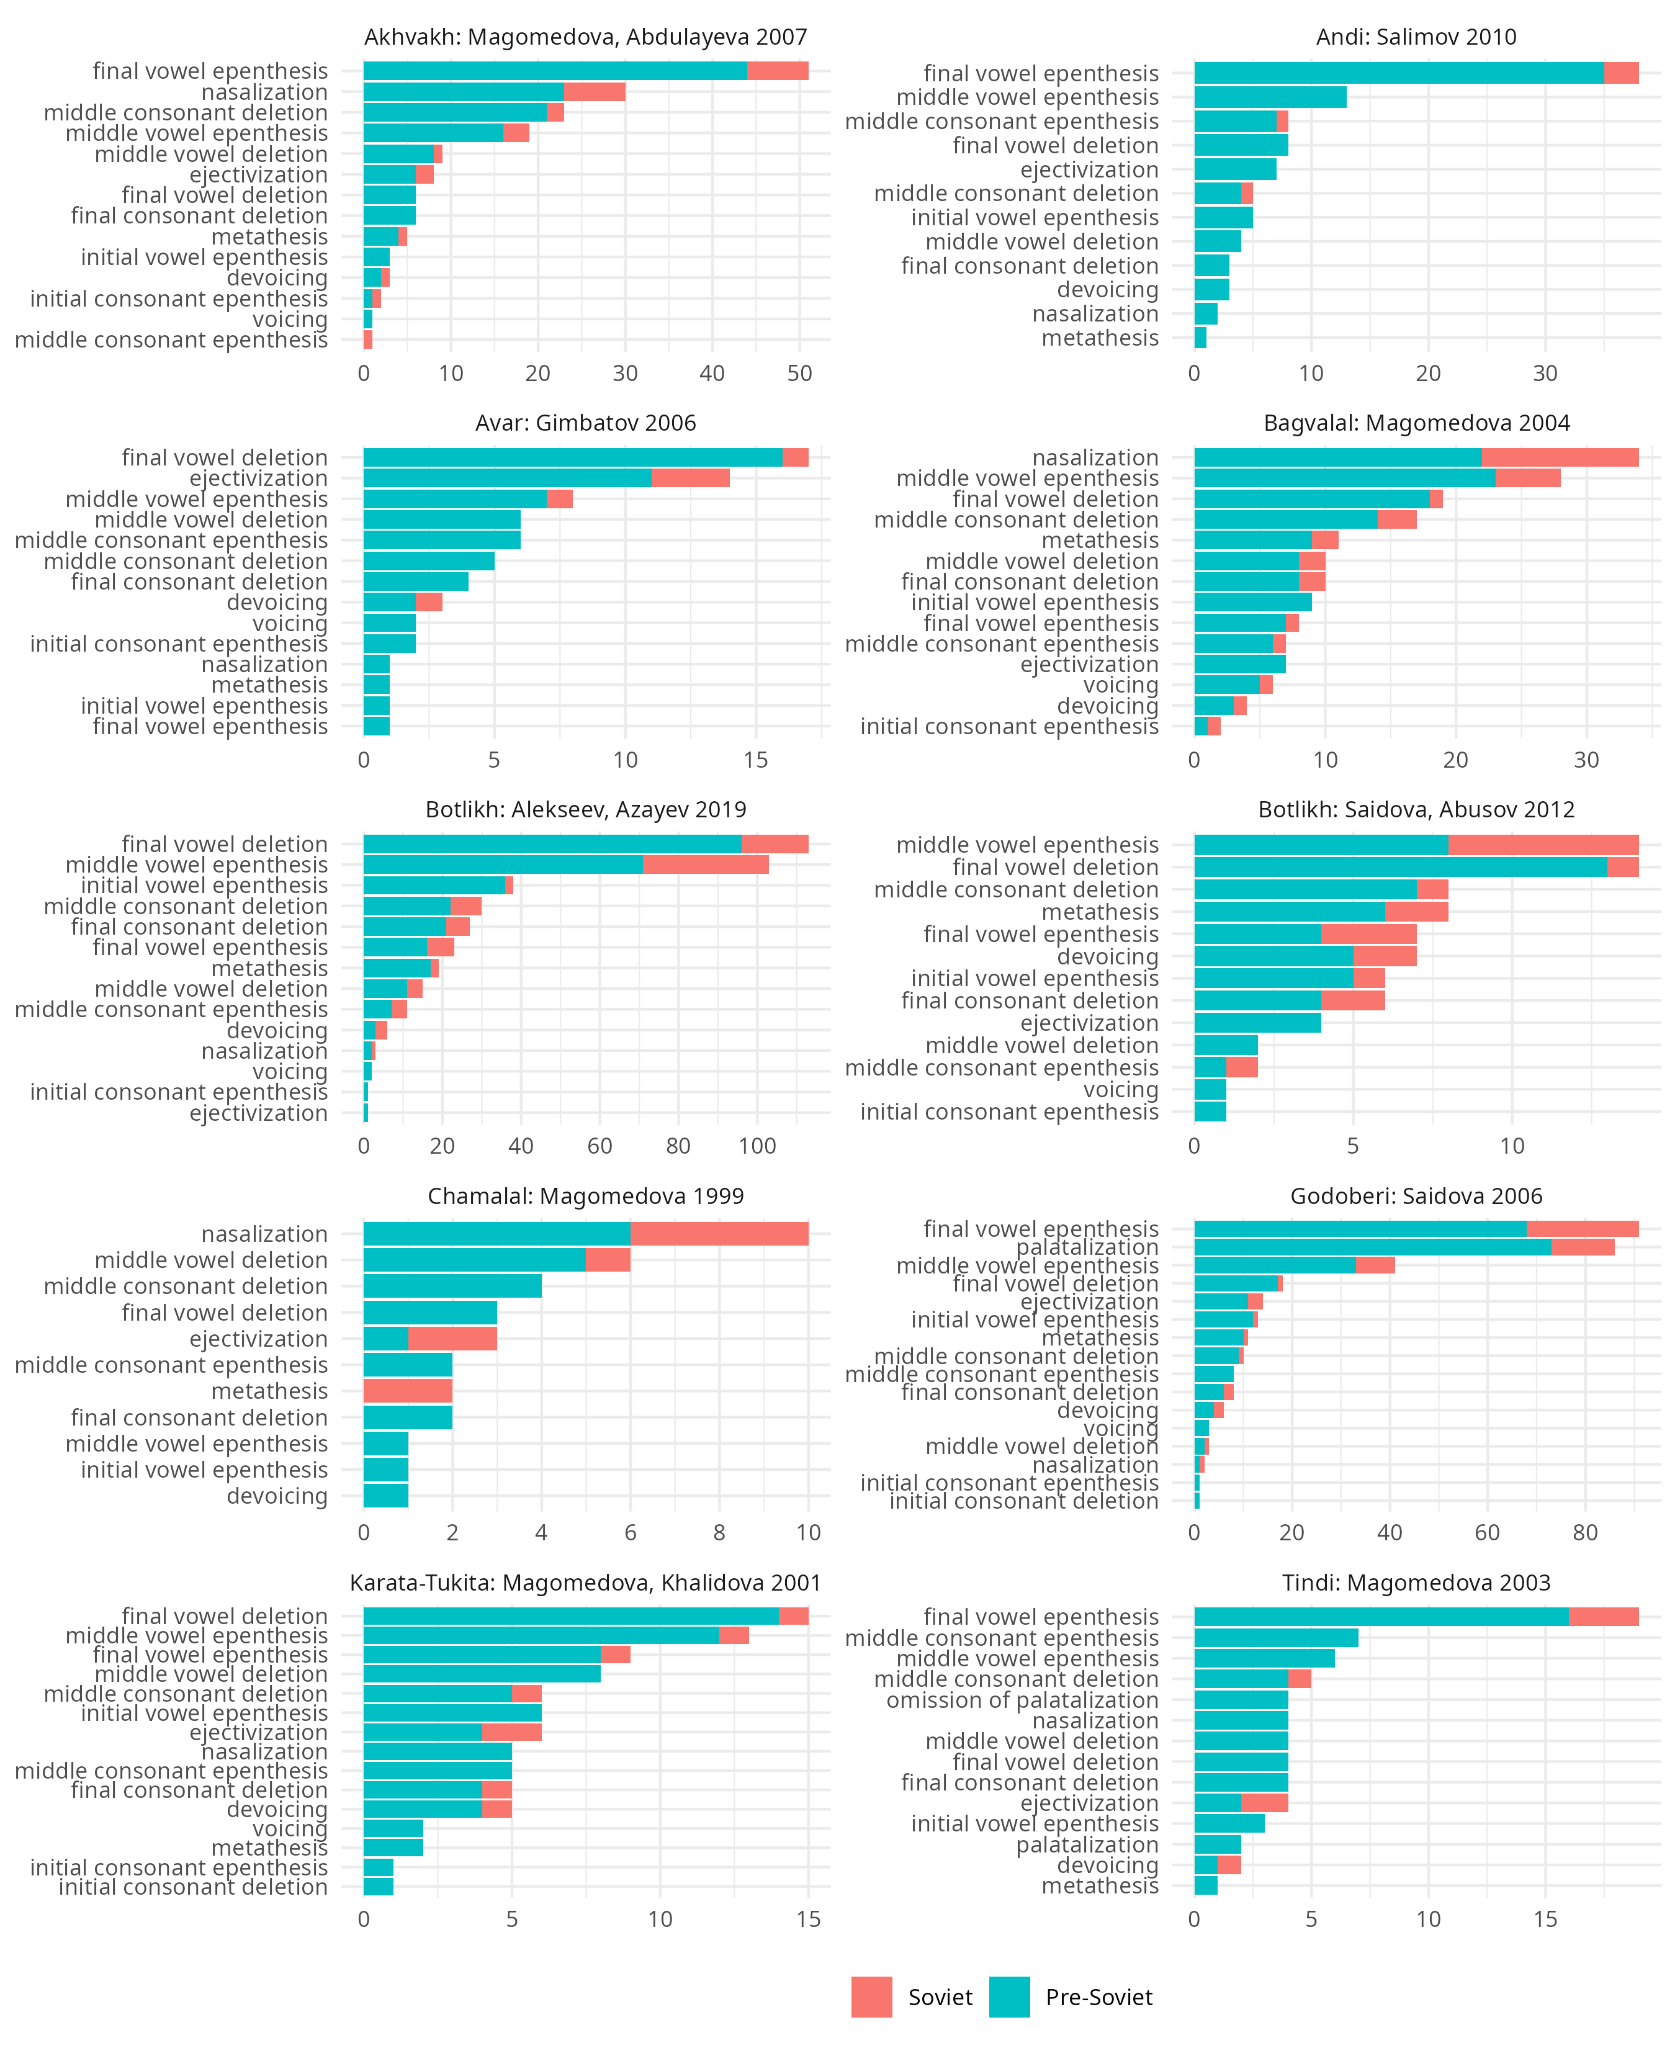 Akhvakh: Magomedova, Abdulayeva 2007
final vowel epenthesis
nasalization
middle consonant deletion
middle vowel epenthesis
middle vowel deletion
ejectivization
final vowel deletion
final consonant deletion
metathesis
initial vowel epenthesis
devoicing
initial consonant epenthesis
voicing
middle consonant epenthesis
0 10 20 30 40 50
Andi: Salimov 2010
final vowel epenthesis
middle vowel epenthesis
middle consonant epenthesis
final vowel deletion
ejectivization
middle consonant deletion
initial vowel epenthesis
middle vowel deletion
final consonant deletion
devoicing
nasalization
metathesis
0 10 20 30
Avar: Gimbatov 2006
final vowel deletion
ejectivization
middle vowel epenthesis
middle vowel deletion
middle consonant epenthesis
middle consonant deletion
final consonant deletion
devoicing
voicing
initial consonant epenthesis
nasalization
metathesis
initial vowel epenthesis
final vowel epenthesis
0 5 10 15
Bagvalal: Magomedova 2004
nasalization
middle vowel epenthesis
final vowel deletion
middle consonant deletion
metathesis
middle vowel deletion
final consonant deletion
initial vowel epenthesis
final vowel epenthesis
middle consonant epenthesis
ejectivization
voicing
devoicing
initial consonant epenthesis
0 10 20 30
Botlikh: Alekseev, Azayev 2019
final vowel deletion
middle vowel epenthesis
initial vowel epenthesis
middle consonant deletion
final consonant deletion
final vowel epenthesis
metathesis
middle vowel deletion
middle consonant epenthesis
devoicing
nasalization
voicing
initial consonant epenthesis
ejectivization
0 20 40 60 80 100
Botlikh: Saidova, Abusov 2012
middle vowel epenthesis
final vowel deletion
middle consonant deletion
metathesis
final vowel epenthesis
devoicing
initial vowel epenthesis
final consonant deletion
ejectivization
middle vowel deletion
middle consonant epenthesis
voicing
initial consonant epenthesis
0 5 10
Chamalal: Magomedova 1999
nasalization
middle vowel deletion
middle consonant deletion
final vowel deletion
ejectivization
middle consonant epenthesis
metathesis
final consonant deletion
middle vowel epenthesis
initial vowel epenthesis
devoicing
0 2 4 6 8 10
Godoberi: Saidova 2006
final vowel epenthesis
palatalization
middle vowel epenthesis
final vowel deletion
ejectivization
initial vowel epenthesis
metathesis
middle consonant deletion
middle consonant epenthesis
final consonant deletion
devoicing
voicing
middle vowel deletion
nasalization
initial consonant epenthesis
initial consonant deletion
0 20 40 60 80
Karata-Tukita: Magomedova, Khalidova 2001
final vowel deletion
middle vowel epenthesis
final vowel epenthesis
middle vowel deletion
middle consonant deletion
initial vowel epenthesis
ejectivization
nasalization
middle consonant epenthesis
final consonant deletion
devoicing
voicing
metathesis
initial consonant epenthesis
initial consonant deletion
0 5 10 15
Tindi: Magomedova 2003
final vowel epenthesis
middle consonant epenthesis
middle vowel epenthesis
middle consonant deletion
omission of palatalization
nasalization
middle vowel deletion
final vowel deletion
final consonant deletion
ejectivization
initial vowel epenthesis
palatalization
devoicing
metathesis
0 5 10 15
Soviet Pre-Soviet